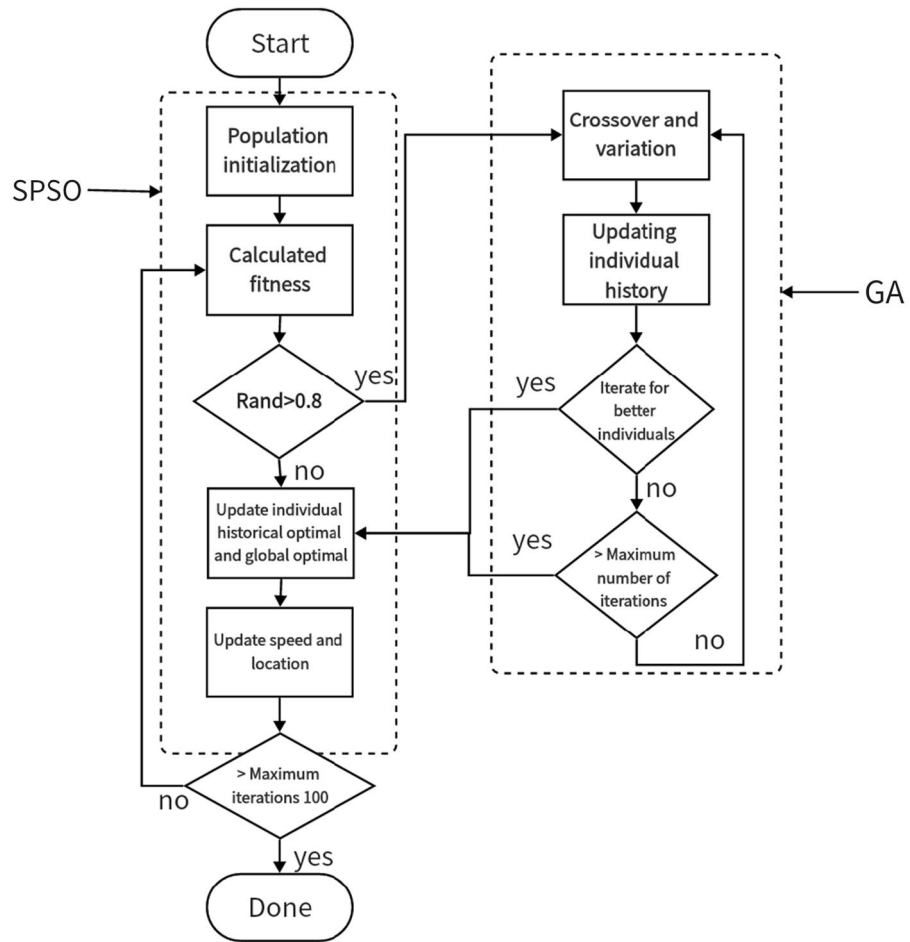 Start
SPSO
Population
initialization
Calculated
fitness
Rand>0.8
yes
no
Update individual
historical optimal
and global optimal
Update speed and
location
> Maximum
iterations 100
no
yes
Done
Crossover and
variation
Updating
individual
history
GA
Iterate for
better
individuals
yes
no
> Maximum
number of
iterations
yes
no